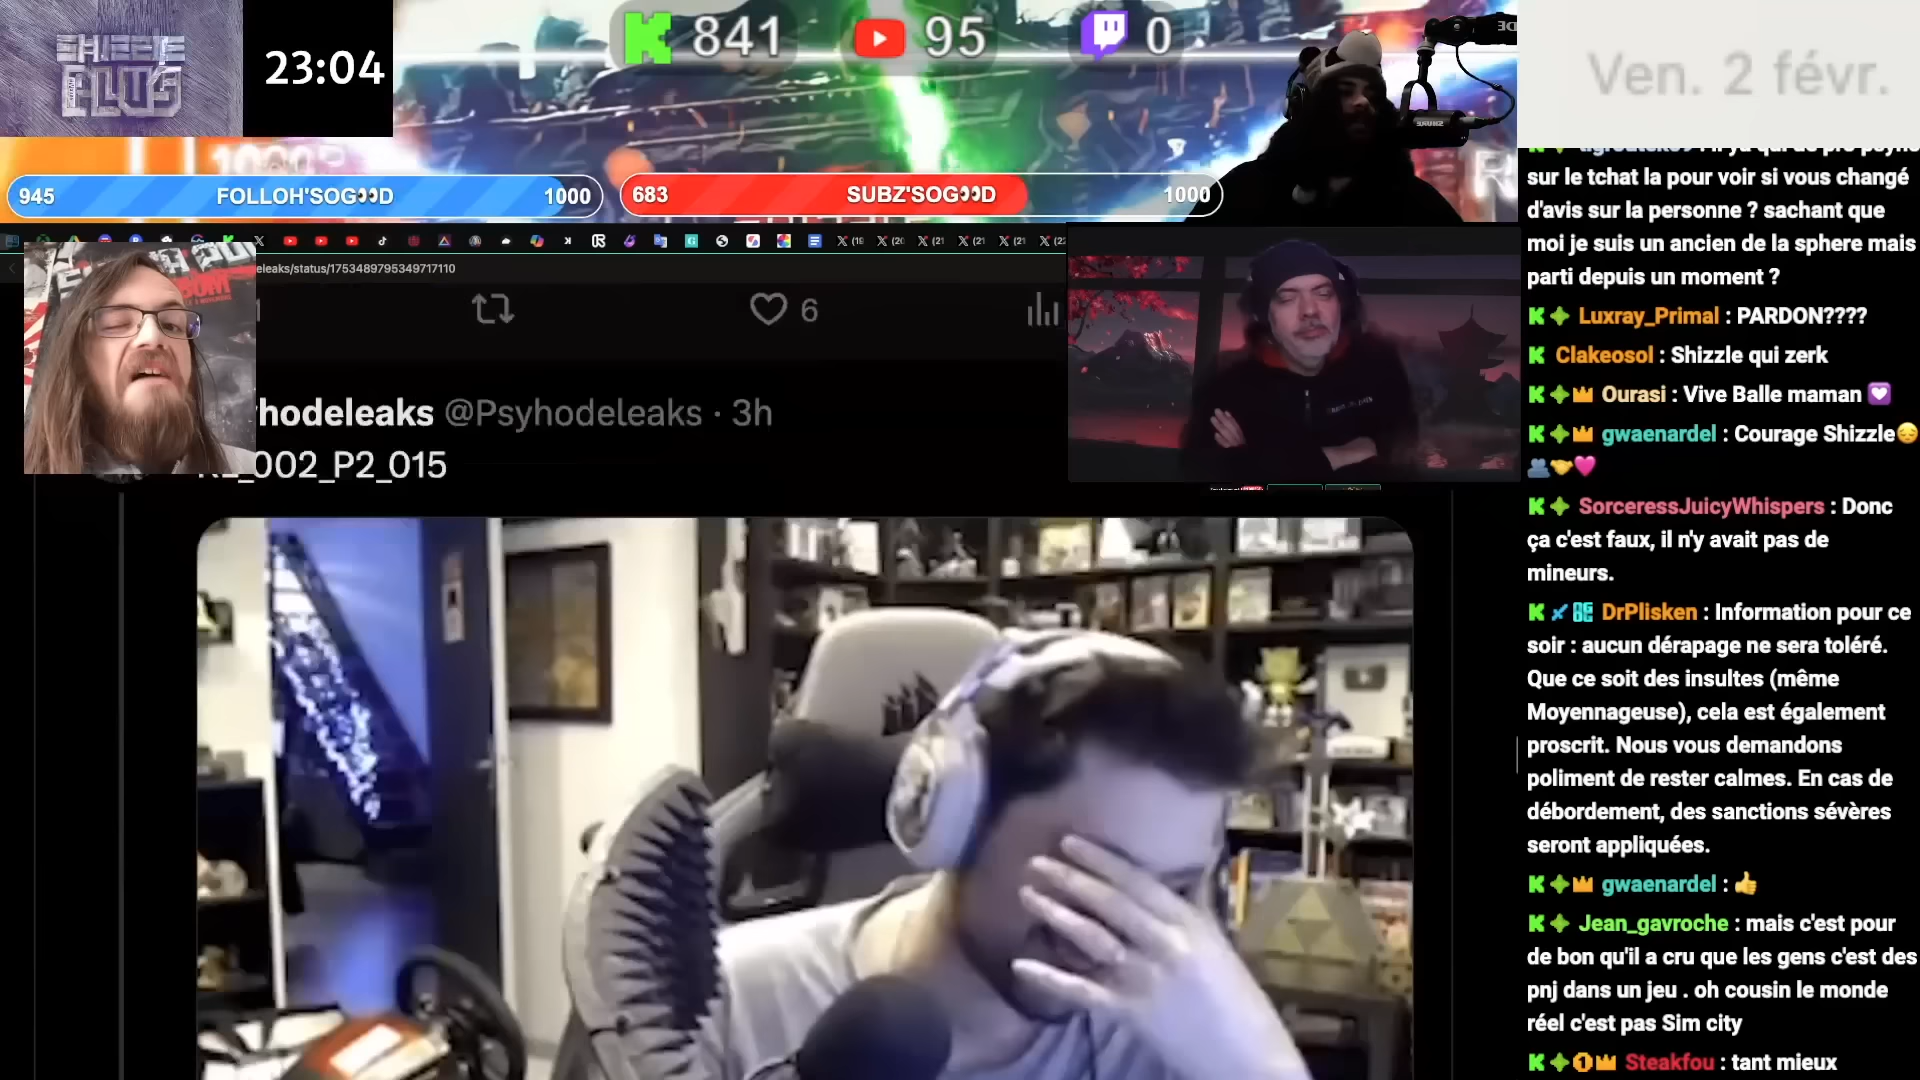 23:04
841
95
0
Ven. 2 févr.
945 FOLLOH'SOG👀D 1000
683 SUBZ'SOG👀D 1000
eleaks/status/1753489795349717110
6
hodeleaks @Psyhodeleaks · 3h
_002_P2_015
sur le tchat la pour voir si vous changé
d'avis sur la personne ? sachant que
moi je suis un ancien de la sphere mais
parti depuis un moment ?
Luxray_Primal : PARDON????
Clakeosol : Shizzle qui zerk
Ourasi : Vive Balle maman 💟
gwaenardel : Courage Shizzle😔
🫂🤝🩷
SorceressJuicyWhispers : Donc
ça c'est faux, il n'y avait pas de
mineurs.
DrPlisken : Information pour ce
soir : aucun dérapage ne sera toléré.
Que ce soit des insultes (même
Moyennageuse), cela est également
proscrit. Nous vous demandons
poliment de rester calmes. En cas de
débordement, des sanctions sévères
seront appliquées.
gwaenardel : 👍
Jean_gavroche : mais c'est pour
de bon qu'il a cru que les gens c'est des
pnj dans un jeu . oh cousin le monde
réel c'est pas Sim city
Steakfou : tant mieux